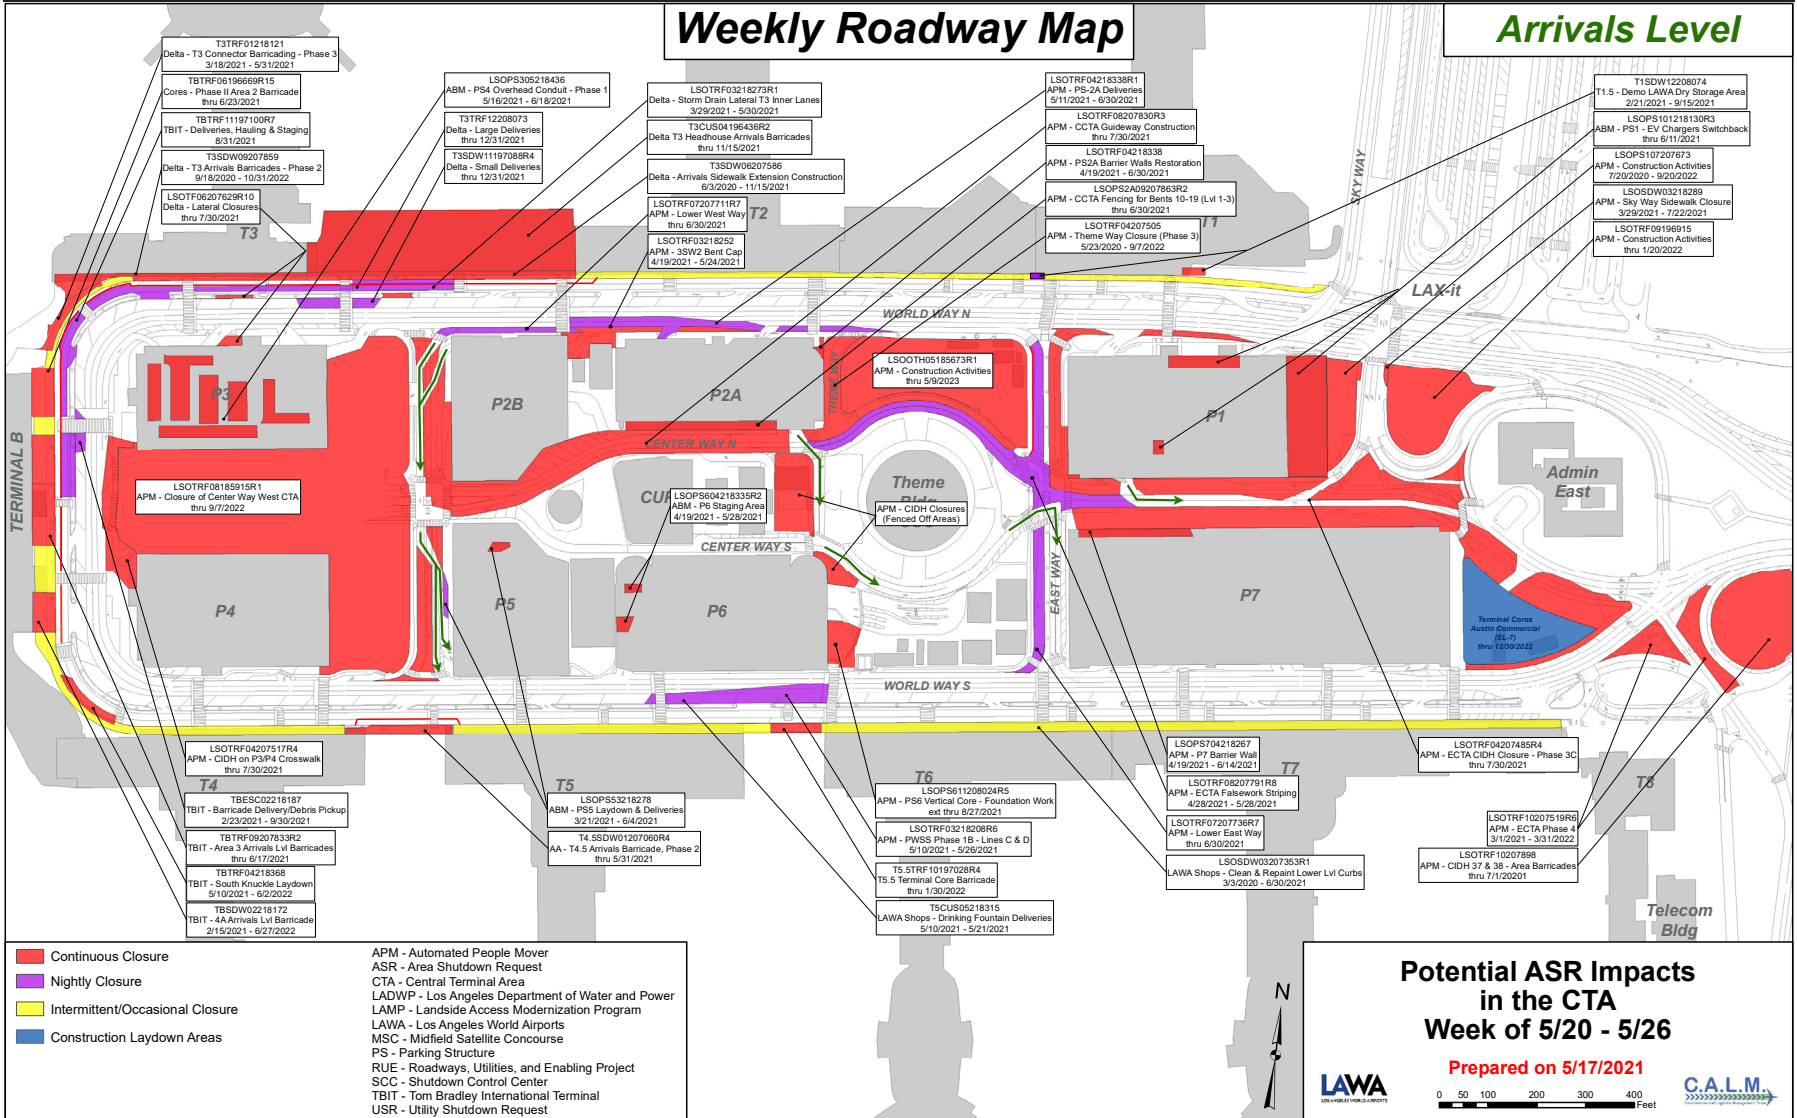 Weekly Roadway Map
Arrivals Level
T3TRF01218121
Delta - T3 Connector Barricading - Phase 3
3/18/2021 - 5/31/2021
TBTRF06196669R15
Cores - Phase II Area 2 Barricade
thru 6/23/2021
TBTRF11197100R7
TBIT - Deliveries, Hauling & Staging
8/31/2021
T3SDW09207859
Delta - T3 Arrivals Barricades - Phase 2
9/18/2020 - 10/31/2022
LSOTF06207629R10
Delta - Lateral Closures
thru 7/30/2021
LSOPS305218436
ABM - PS4 Overhead Conduit - Phase 1
5/16/2021 - 6/18/2021
T3TRF12208073
Delta - Large Deliveries
thru 12/31/2021
T3SDW11197088R4
Delta - Small Deliveries
thru 12/31/2021
LSOTRF03218273R1
Delta - Storm Drain Lateral T3 Inner Lanes
3/29/2021 - 5/30/2021
T3CUS04196436R2
Delta T3 Headhouse Arrivals Barricades
thru 11/15/2021
T3SDW06207586
Delta - Arrivals Sidewalk Extension Construction
6/3/2020 - 11/15/2021
LSOTRF07207711R7
APM - Lower West Way
thru 6/30/2021
LSOTRF03218252
APM - 3SW2 Bent Cap
4/19/2021 - 5/24/2021
LSOTRF04218338R1
APM - PS-2A Deliveries
5/11/2021 - 6/30/2021
LSOTRF08207830R3
APM - CCTA Guideway Construction
thru 7/30/2021
LSOTRF04218338
APM - PS2A Barrier Walls Restoration
4/19/2021 - 6/30/2021
LSOPS2A09207863R2
APM - CCTA Fencing for Bents 10-19 (Lvl 1-3)
thru 6/30/2021
LSOTRF04207505
APM - Theme Way Closure (Phase 3)
5/23/2020 - 9/7/2022
T1SDW12208074
T1.5 - Demo LAWA Dry Storage Area
2/21/2021 - 9/15/2021
LSOPS101218130R3
ABM - PS1 - EV Chargers Switchback
thru 6/11/2021
LSOPS107207673
APM - Construction Activities
7/20/2020 - 9/20/2022
LSOSDW03218289
APM - Sky Way Sidewalk Closure
3/29/2021 - 7/22/2021
LSOTRF09196915
APM - Construction Activities
thru 1/20/2022
T3
T2
T1
SKY WAY
LAX-it
WORLD WAY N
P3
P2B
P2A
THEME WAY
LSOOTH05185673R1
APM - Construction Activities
thru 5/9/2023
P1
CENTER WAY N
TERMINAL B
LSOTRF08185915R1
APM - Closure of Center Way West CTA
thru 9/7/2022
LSOPS604218335R2
ABM - P6 Staging Area
4/19/2021 - 5/28/2021
Theme
APM - CIDH Closures
(Fenced Off Areas)
Admin
East
CENTER WAY S
EAST WAY
P4
P5
P6
P7
Terminal Cores
Austin Commercial
(SL-7)
thru 12/30/2022
WORLD WAY S
LSOTRF04207517R4
APM - CIDH on P3/P4 Crosswalk
thru 7/30/2021
T4
T5
T6
T7
T8
TBESC02218187
TBIT - Barricade Delivery/Debris Pickup
2/23/2021 - 9/30/2021
TBTRF09207833R2
TBIT - Area 3 Arrivals Lvl Barricades
thru 6/17/2021
TBTRF04218368
TBIT - South Knuckle Laydown
5/10/2021 - 6/2/2022
TBSDW02218172
TBIT - 4A Arrivals Lvl Barricade
2/15/2021 - 6/27/2022
LSOPS53218278
ABM - PS5 Laydown & Deliveries
3/21/2021 - 6/4/2021
T4.5SDW01207060R4
AA - T4.5 Arrivals Barricade, Phase 2
thru 5/31/2021
LSOPS611208024R5
APM - PS6 Vertical Core - Foundation Work
ext thru 8/27/2021
LSOTRF03218208R6
APM - PWSS Phase 1B - Lines C & D
5/10/2021 - 5/26/2021
T5.5TRF10197028R4
T5.5 Terminal Core Barricade
thru 1/30/2022
T5CUS05218315
LAWA Shops - Drinking Fountain Deliveries
5/10/2021 - 5/21/2021
LSOPS704218267
APM - P7 Barrier Wall
4/19/2021 - 6/14/2021
LSOTRF08207791R8
APM - ECTA Falsework Striping
4/28/2021 - 5/28/2021
LSOTRF07207736R7
APM - Lower East Way
thru 6/30/2021
LSOSDW03207353R1
LAWA Shops - Clean & Repaint Lower Lvl Curbs
3/3/2020 - 6/30/2021
LSOTRF04207485R4
APM - ECTA CIDH Closure - Phase 3C
thru 7/30/2021
LSOTRF10207519R6
APM - ECTA Phase 4
3/1/2021 - 3/31/2022
LSOTRF10207898
APM - CIDH 37 & 38 - Area Barricades
thru 7/1/20201
Telecom
Bldg
Continuous Closure
Nightly Closure
Intermittent/Occasional Closure
Construction Laydown Areas
APM - Automated People Mover
ASR - Area Shutdown Request
CTA - Central Terminal Area
LADWP - Los Angeles Department of Water and Power
LAMP - Landside Access Modernization Program
LAWA - Los Angeles World Airports
MSC - Midfield Satellite Concourse
PS - Parking Structure
RUE - Roadways, Utilities, and Enabling Project
SCC - Shutdown Control Center
TBIT - Tom Bradley International Terminal
USR - Utility Shutdown Request
N
Potential ASR Impacts
in the CTA
Week of 5/20 - 5/26
Prepared on 5/17/2021
LAWA
LOS ANGELES WORLD AIRPORTS
0 50 100 200 300 400
Feet
C.A.L.M.